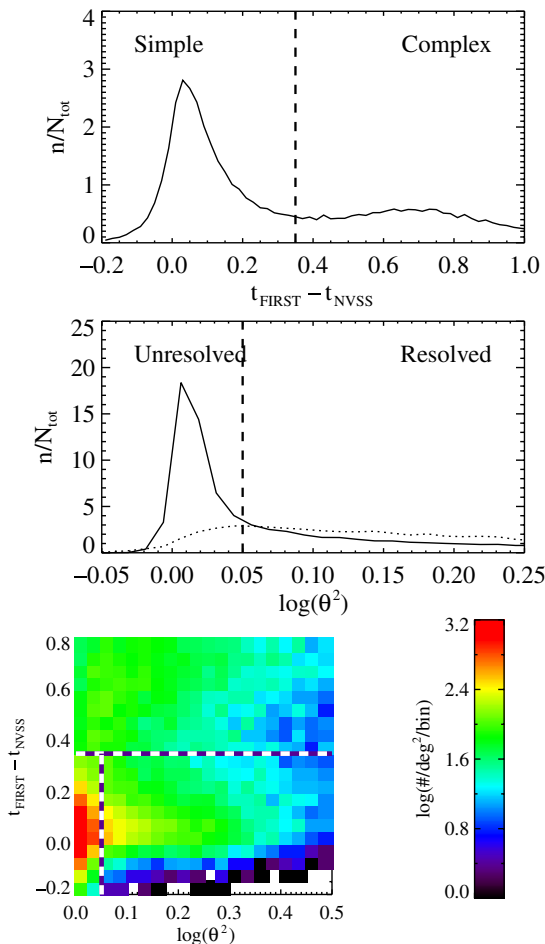 4
Simple
Complex
3
n/N_tot
2
1
0
−0.2 0.0 0.2 0.4 0.6 0.8 1.0
t_FIRST − t_NVSS
25
Unresolved
Resolved
20
15
n/N_tot
10
5
0
−0.05 0.00 0.05 0.10 0.15 0.20 0.25
log(θ²)
0.8
0.6
0.4
t_FIRST − t_NVSS
0.2
0.0
−0.2
0.0 0.1 0.2 0.3 0.4 0.5
log(θ²)
3.2
2.4
1.6
log(#/deg²/bin)
0.8
0.0